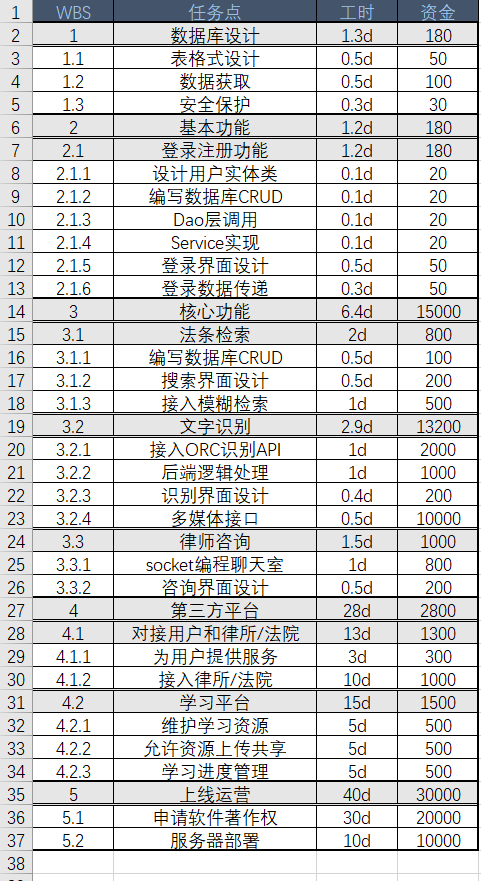 1 WBS 任务点 工时 资金
2 1 数据库设计 1.3d 180
3 1.1 表格式设计 0.5d 50
4 1.2 数据获取 0.5d 100
5 1.3 安全保护 0.3d 30
6 2 基本功能 1.2d 180
7 2.1 登录注册功能 1.2d 180
8 2.1.1 设计用户实体类 0.1d 20
9 2.1.2 编写数据库CRUD 0.1d 20
10 2.1.3 Dao层调用 0.1d 20
11 2.1.4 Service实现 0.1d 20
12 2.1.5 登录界面设计 0.5d 50
13 2.1.6 登录数据传递 0.3d 50
14 3 核心功能 6.4d 15000
15 3.1 法条检索 2d 800
16 3.1.1 编写数据库CRUD 0.5d 100
17 3.1.2 搜索界面设计 0.5d 200
18 3.1.3 接入模糊检索 1d 500
19 3.2 文字识别 2.9d 13200
20 3.2.1 接入ORC识别API 1d 2000
21 3.2.2 后端逻辑处理 1d 1000
22 3.2.3 识别界面设计 0.4d 200
23 3.2.4 多媒体接口 0.5d 10000
24 3.3 律师咨询 1.5d 1000
25 3.3.1 socket编程聊天室 1d 800
26 3.3.2 咨询界面设计 0.5d 200
27 4 第三方平台 28d 2800
28 4.1 对接用户和律所/法院 13d 1300
29 4.1.1 为用户提供服务 3d 300
30 4.1.2 接入律所/法院 10d 1000
31 4.2 学习平台 15d 1500
32 4.2.1 维护学习资源 5d 500
33 4.2.2 允许资源上传共享 5d 500
34 4.2.3 学习进度管理 5d 500
35 5 上线运营 40d 30000
36 5.1 申请软件著作权 30d 20000
37 5.2 服务器部署 10d 10000
38